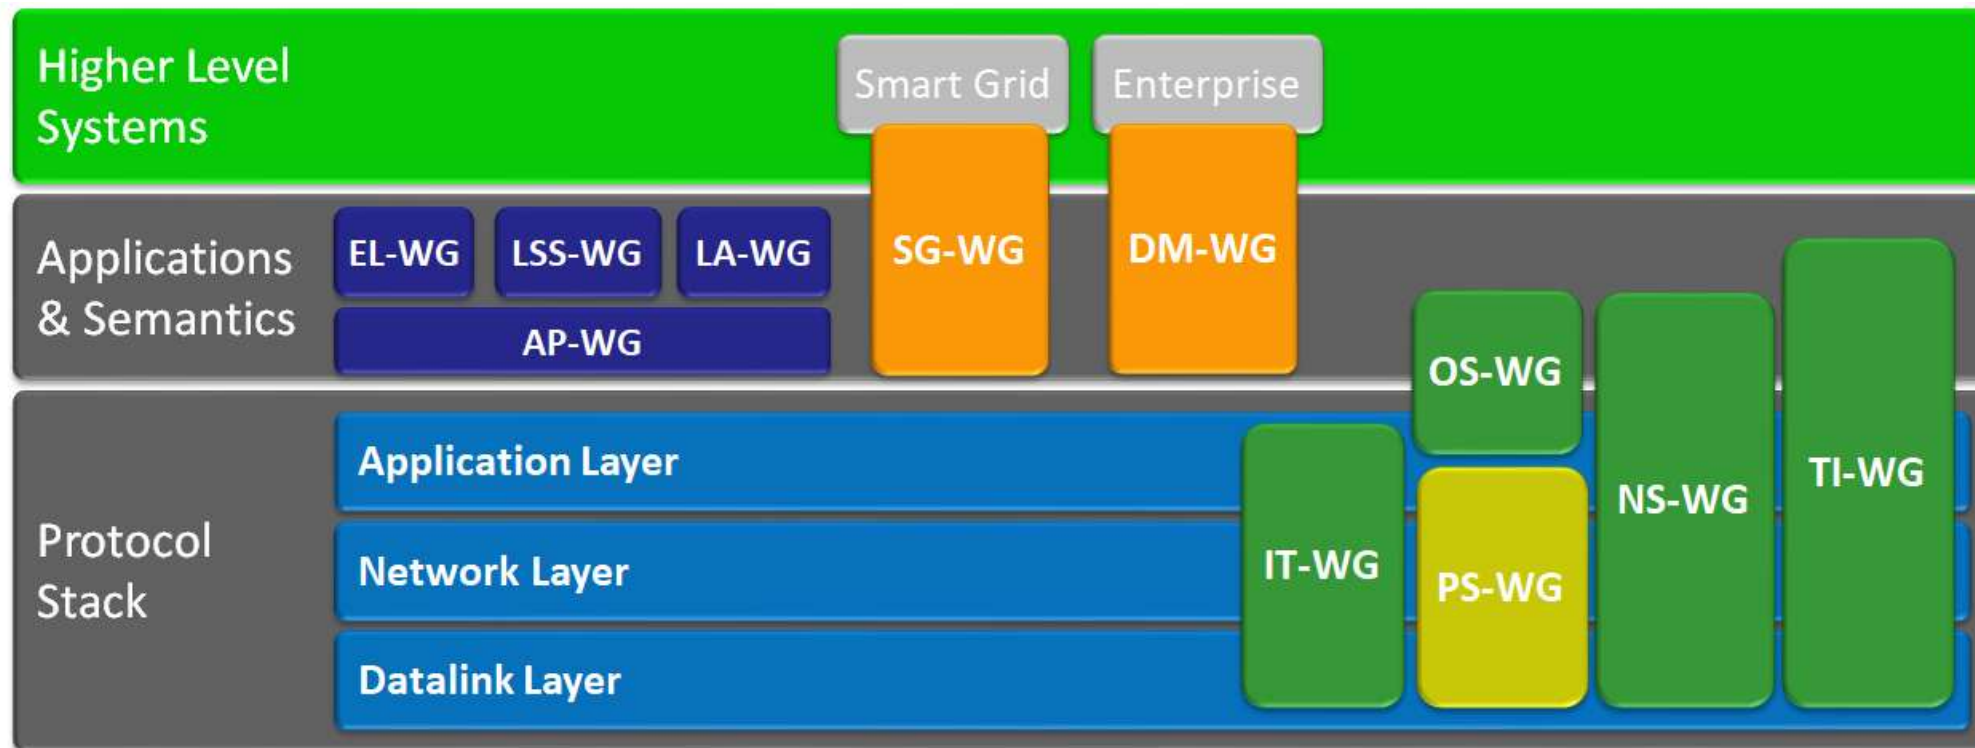 Higher Level
Systems
Smart Grid
Enterprise
Applications
& Semantics
EL-WG
LSS-WG
LA-WG
AP-WG
SG-WG
DM-WG
OS-WG
NS-WG
TI-WG
Protocol
Stack
Application Layer
Network Layer
Datalink Layer
IT-WG
PS-WG